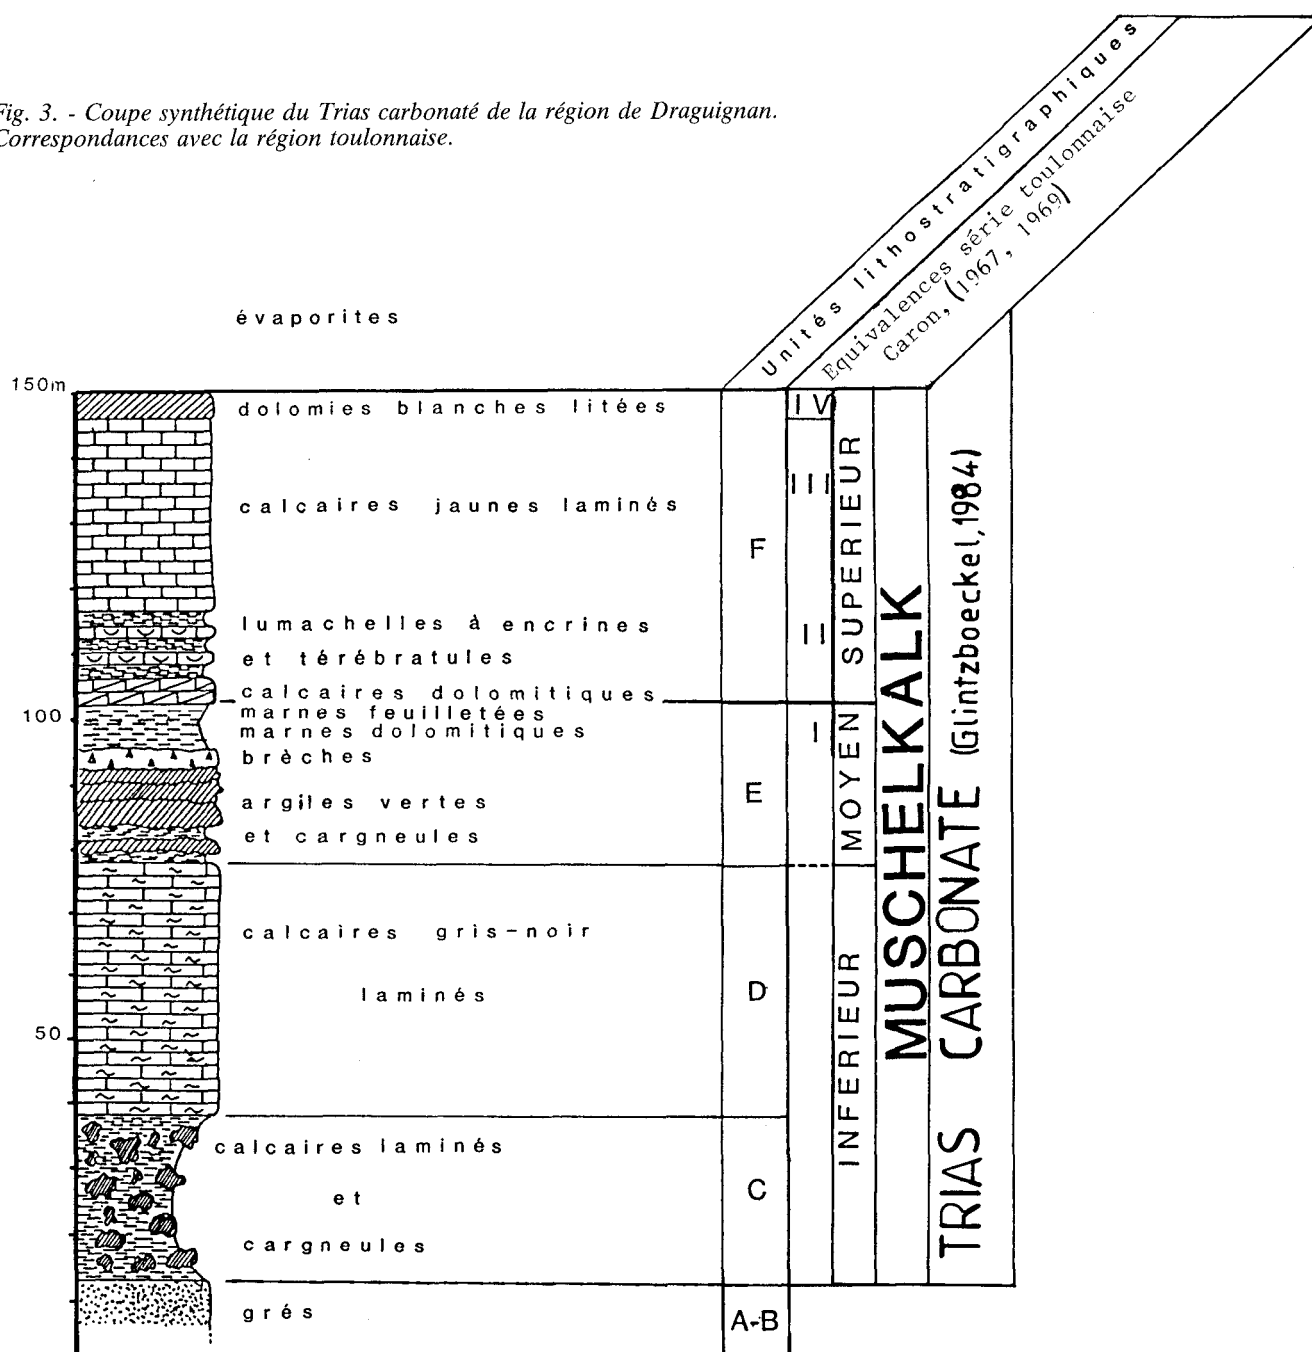 Fig. 3. - Coupe synthétique du Trias carbonaté de la région de Draguignan.
Correspondances avec la région toulonnaise.
Unités lithostratigraphiques
Equivalences série toulonnaise
Caron, (1967, 1969)
évaporites
150m
dolomies blanches litées
IV
calcaires jaunes laminés
III
F
SUPERIEUR
lumachelles à encrines
II
et térébratules
calcaires dolomitiques
marnes feuilletées
100
marnes dolomitiques
I
brèches
E
MOYEN
argiles vertes
et cargneules
calcaires gris-noir
laminés
D
50
INFERIEUR
MUSCHELKALK
TRIAS CARBONATE (Glintzboeckel, 1984)
calcaires laminés
et
C
cargneules
grés
A-B